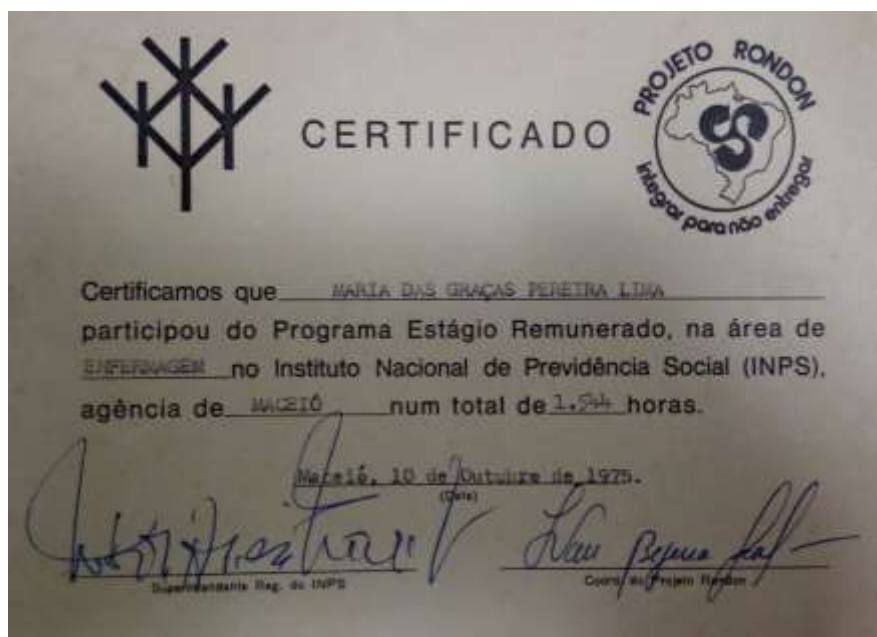 CERTIFICADO
PROJETO RONDON
integrar para não entregar
Certificamos que MARIA DAS GRAÇAS PEREIRA LIMA
participou do Programa Estágio Remunerado, na área de
ENFERMAGEM no Instituto Nacional de Previdência Social (INPS),
agência de MACEIÓ num total de 1.544 horas.
Maceió, 10 de Outubro de 1975.
(Data)
Superintendente Reg. do INPS
Coord. do Projeto Rondon